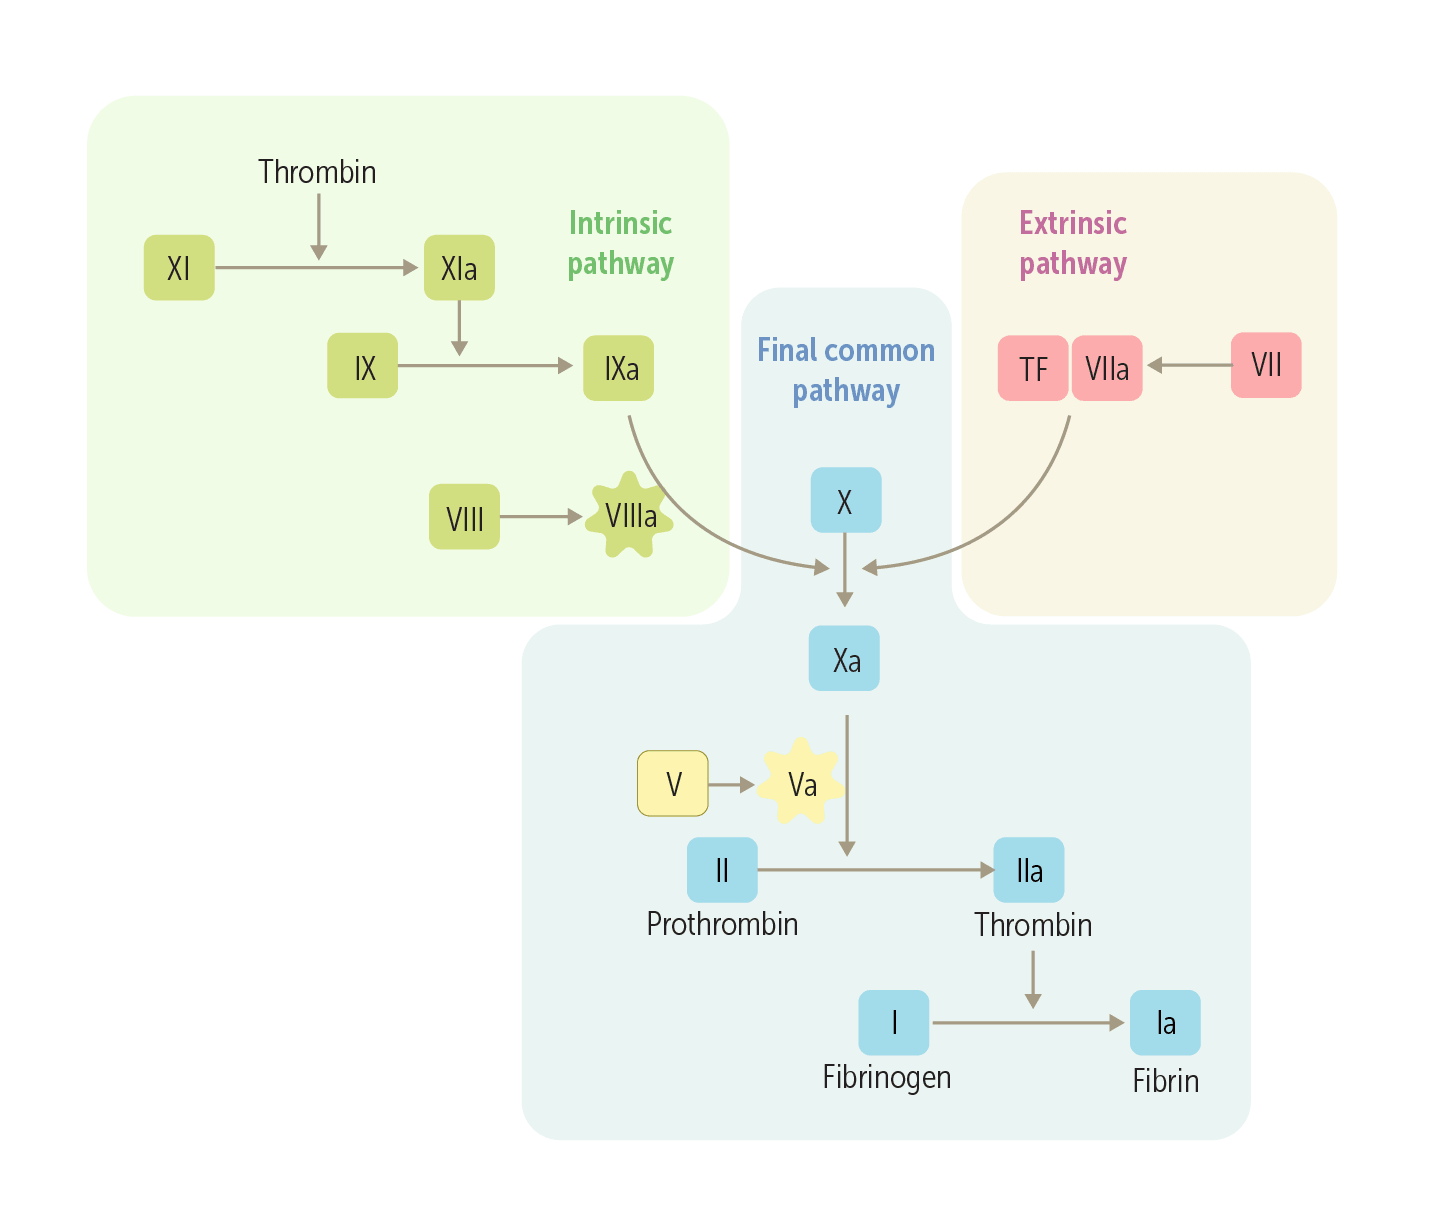 Thrombin
XI
XIa
Intrinsic
pathway
IX
IXa
VIII
VIIIa
Extrinsic
pathway
TF
VIIa
VII
Final common
pathway
X
Xa
V
Va
II
IIa
Prothrombin
Thrombin
I
Ia
Fibrinogen
Fibrin